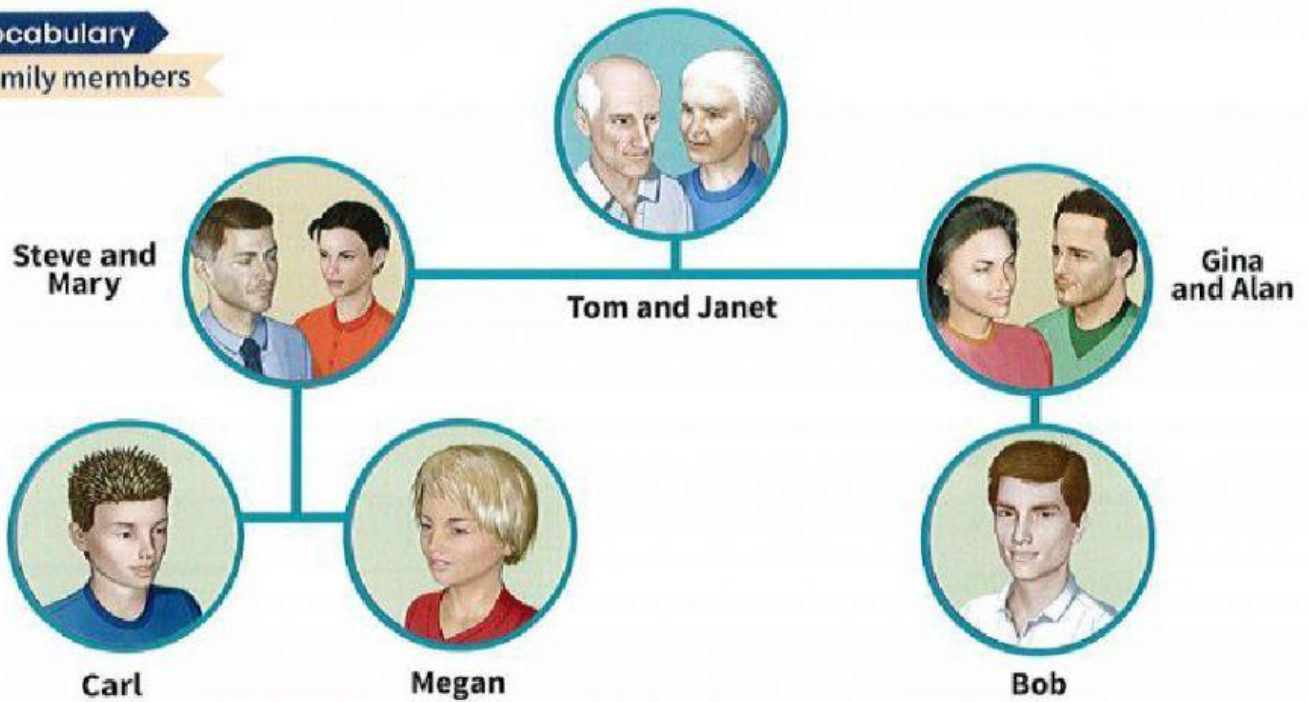 ocabulary
mily members
Steve and
Mary
Tom and Janet
Gina
and Alan
Carl
Megan
Bob